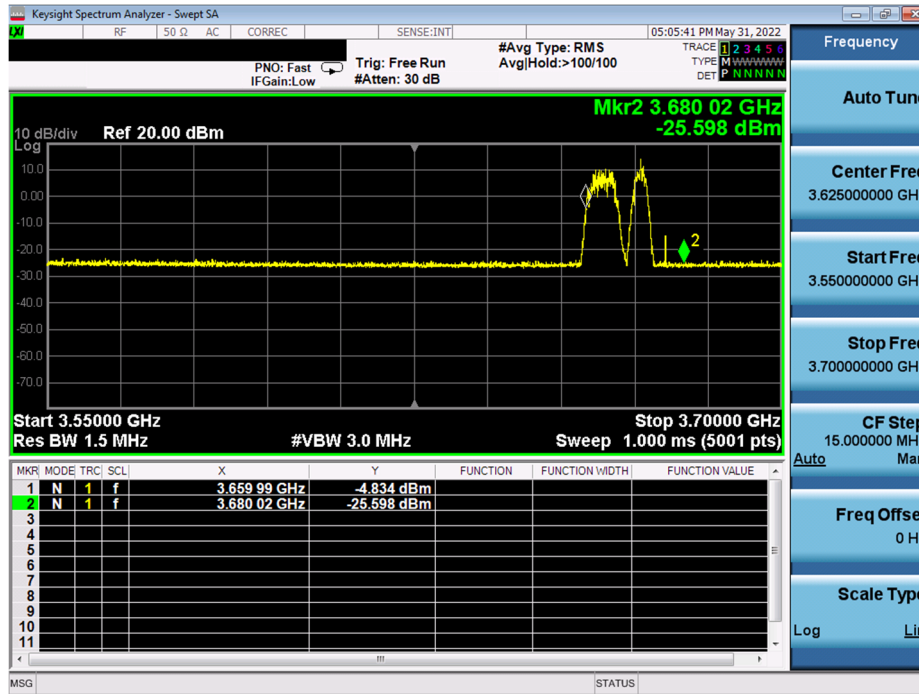 Keysight Spectrum Analyzer - Swept SA
LXI RF 50 Ω AC CORREC SENSE:INT 05:05:41 PM May 31, 2022
PNO: Fast
IFGain:Low
Trig: Free Run
#Atten: 30 dB
#Avg Type: RMS
Avg|Hold:>100/100
TRACE 1 2 3 4 5 6
TYPE M WWWWW
DET P N N N N N
Mkr2 3.680 02 GHz
-25.598 dBm
10 dB/div Ref 20.00 dBm
Log
10.0
0.00
-10.0
-20.0
-30.0
-40.0
-50.0
-60.0
-70.0
2
Start 3.55000 GHz Stop 3.70000 GHz
Res BW 1.5 MHz #VBW 3.0 MHz Sweep 1.000 ms (5001 pts)
MKR MODE TRC SCL X Y FUNCTION FUNCTION WIDTH FUNCTION VALUE
1 N 1 f 3.659 99 GHz -4.834 dBm
2 N 1 f 3.680 02 GHz -25.598 dBm
3
4
5
6
7
8
9
10
11
MSG STATUS
Frequency
Auto Tun
Center Fre
3.625000000 GH
Start Fre
3.550000000 GH
Stop Fre
3.700000000 GH
CF Ste
15.000000 MH
Auto Ma
Freq Offse
0 H
Scale Typ
Log Li